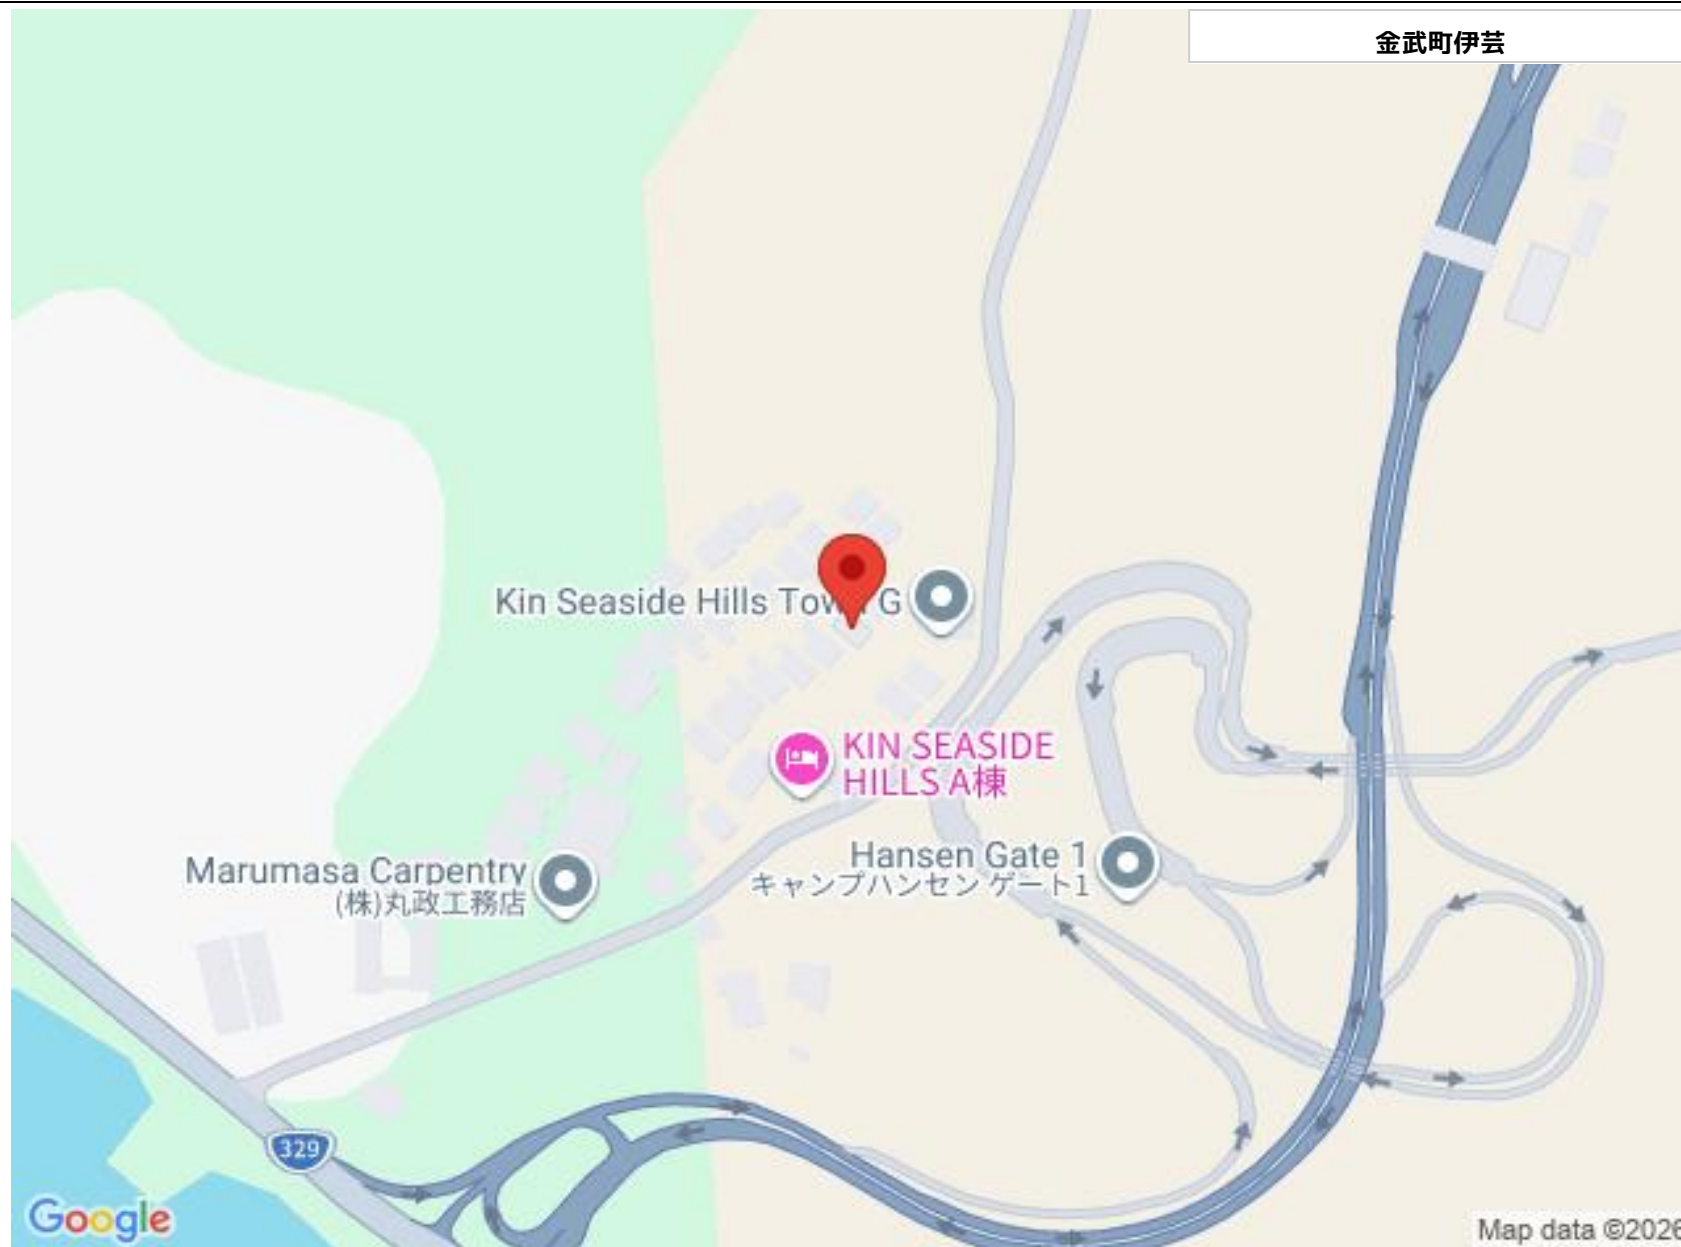 金武町伊芸
Kin Seaside Hills Town G
KIN SEASIDE
HILLS A棟
Hansen Gate 1
キャンプハンセン ゲート1
Marumasa Carpentry
(株)丸政工務店
329
Google
Map data ©2026